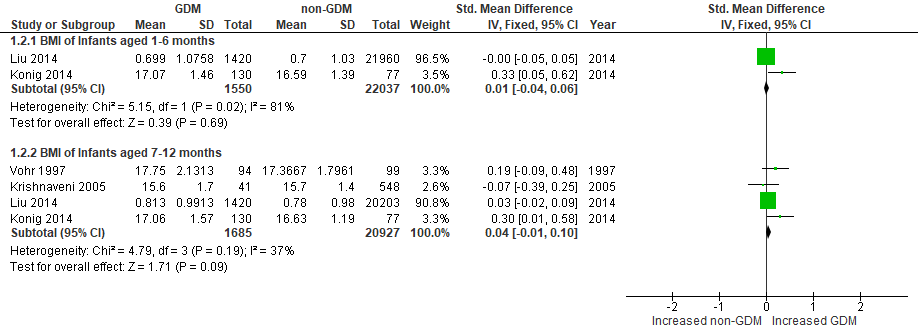 GDM non-GDM Std. Mean Difference Std. Mean Difference
Study or Subgroup Mean SD Total Mean SD Total Weight IV, Fixed, 95% CI Year IV, Fixed, 95% CI
1.2.1 BMI of Infants aged 1-6 months
Liu 2014 0.699 1.0758 1420 0.7 1.03 21960 96.5% -0.00 [-0.05, 0.05] 2014
Konig 2014 17.07 1.46 130 16.59 1.39 77 3.5% 0.33 [0.05, 0.62] 2014
Subtotal (95% CI) 1550 22037 100.0% 0.01 [-0.04, 0.06]
Heterogeneity: Chi² = 5.15, df = 1 (P = 0.02); I² = 81%
Test for overall effect: Z = 0.39 (P = 0.69)
1.2.2 BMI of Infants aged 7-12 months
Vohr 1997 17.75 2.1313 94 17.3667 1.7961 99 3.3% 0.19 [-0.09, 0.48] 1997
Krishnaveni 2005 15.6 1.7 41 15.7 1.4 548 2.6% -0.07 [-0.39, 0.25] 2005
Liu 2014 0.813 0.9913 1420 0.78 0.98 20203 90.8% 0.03 [-0.02, 0.09] 2014
Konig 2014 17.06 1.57 130 16.63 1.19 77 3.3% 0.30 [0.01, 0.58] 2014
Subtotal (95% CI) 1685 20927 100.0% 0.04 [-0.01, 0.10]
Heterogeneity: Chi² = 4.79, df = 3 (P = 0.19); I² = 37%
Test for overall effect: Z = 1.71 (P = 0.09)
-2 -1 0 1 2
Increased non-GDM Increased GDM